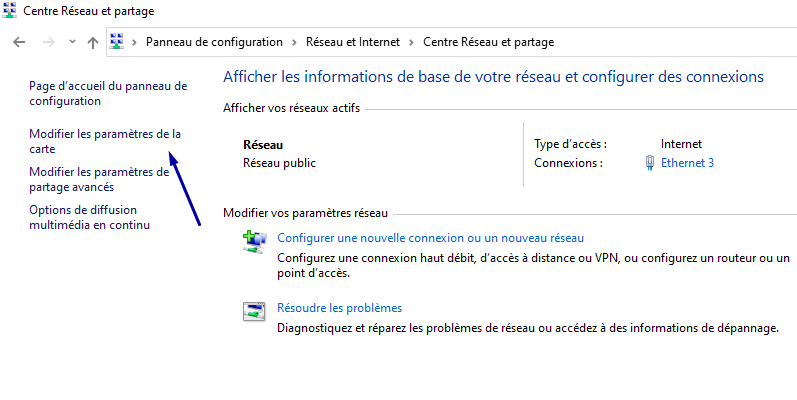 Centre Réseau et partage
Panneau de configuration > Réseau et Internet > Centre Réseau et partage
Page d'accueil du panneau de
configuration
Modifier les paramètres de la
carte
Modifier les paramètres de
partage avancés
Options de diffusion
multimédia en continu
Afficher les informations de base de votre réseau et configurer des connexions
Afficher vos réseaux actifs
Réseau
Réseau public
Type d'accès : Internet
Connexions : Ethernet 3
Modifier vos paramètres réseau
Configurer une nouvelle connexion ou un nouveau réseau
Configurez une connexion haut débit, d'accès à distance ou VPN, ou configurez un routeur ou un
point d'accès.
Résoudre les problèmes
Diagnostiquez et réparez les problèmes de réseau ou accédez à des informations de dépannage.